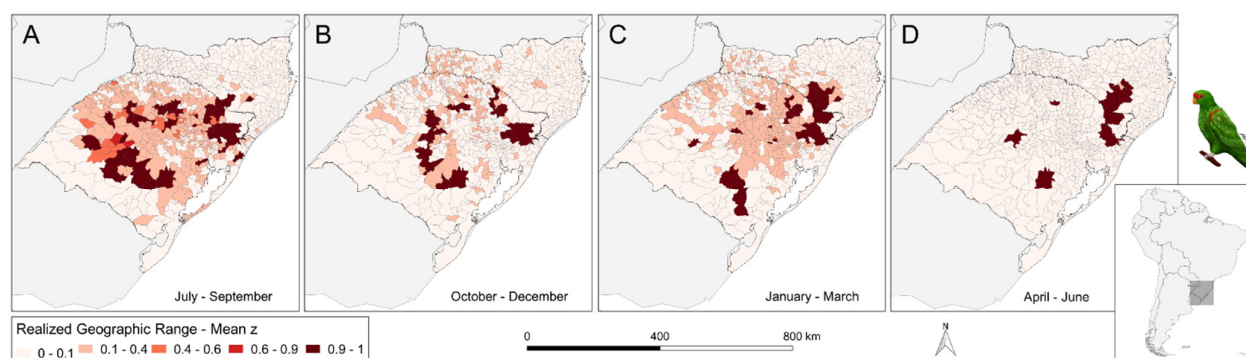 A
B
C
D
July - September
October - December
January - March
April - June
Realized Geographic Range - Mean z
0 - 0.1 0.1 - 0.4 0.4 - 0.6 0.6 - 0.9 0.9 - 1
0 400 800 km
N